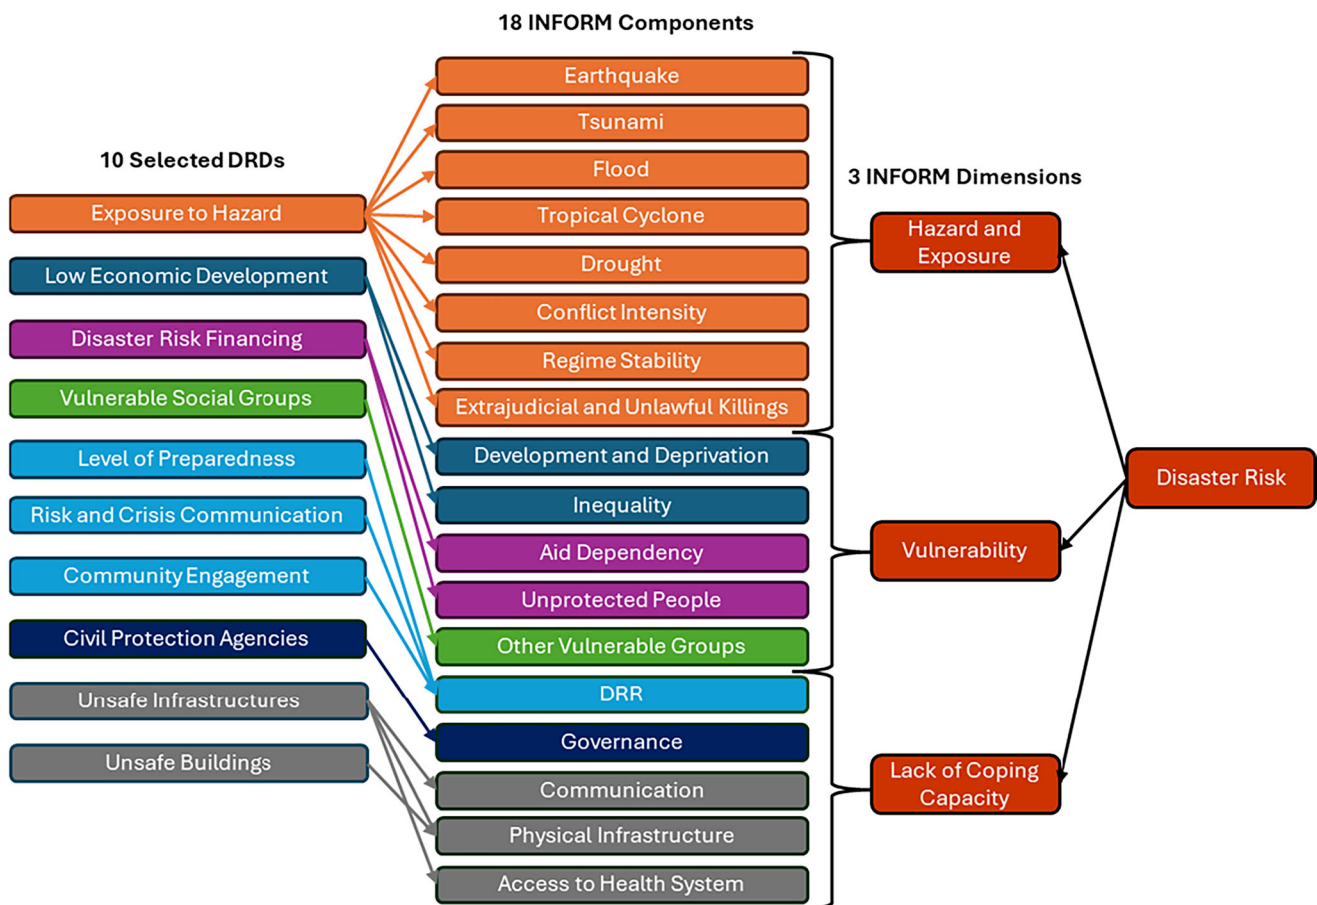 18 INFORM Components
10 Selected DRDs
3 INFORM Dimensions
Exposure to Hazard
Low Economic Development
Disaster Risk Financing
Vulnerable Social Groups
Level of Preparedness
Risk and Crisis Communication
Community Engagement
Civil Protection Agencies
Unsafe Infrastructures
Unsafe Buildings
Earthquake
Tsunami
Flood
Tropical Cyclone
Drought
Conflict Intensity
Regime Stability
Extrajudicial and Unlawful Killings
Development and Deprivation
Inequality
Aid Dependency
Unprotected People
Other Vulnerable Groups
DRR
Governance
Communication
Physical Infrastructure
Access to Health System
Hazard and
Exposure
Vulnerability
Lack of Coping
Capacity
Disaster Risk